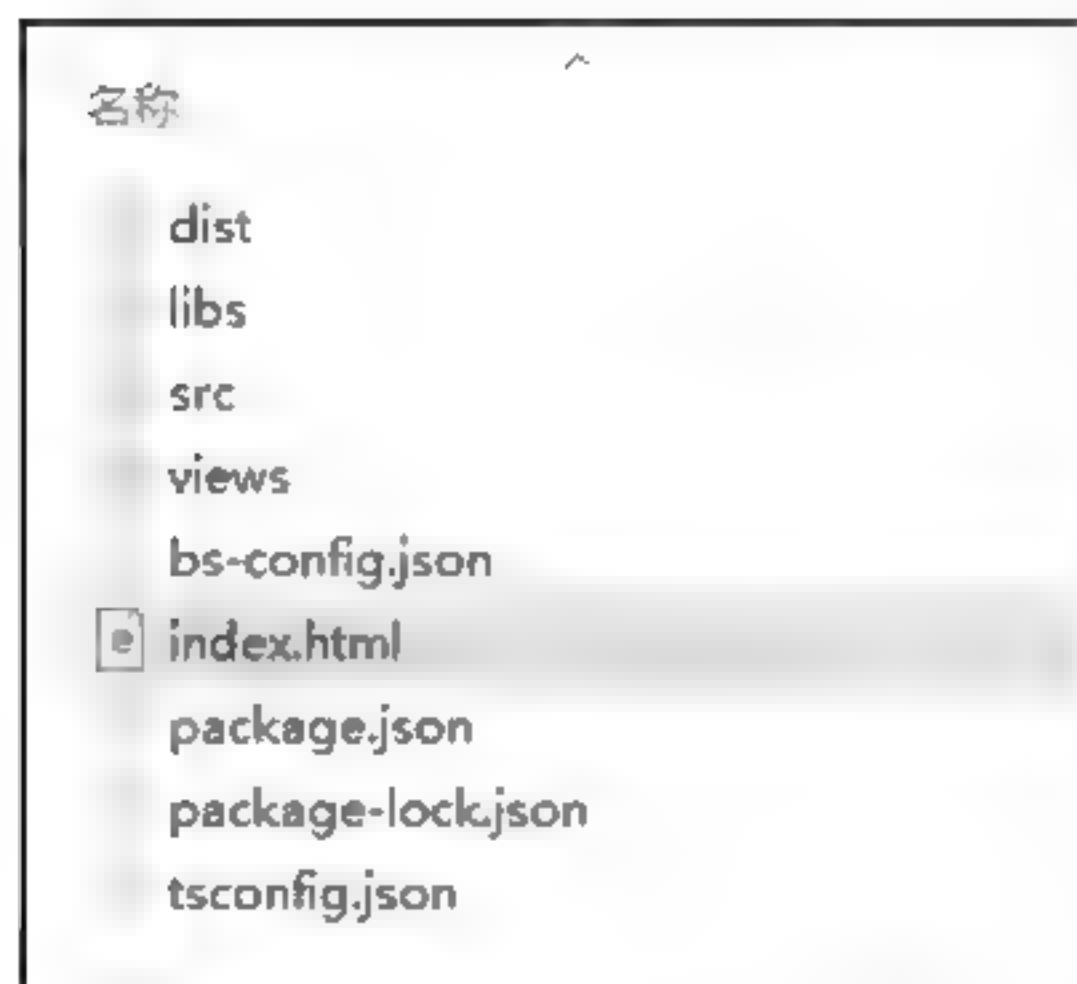 名称
dist
libs
src
views
bs-config.json
index.html
package.json
package-lock.json
tsconfig.json